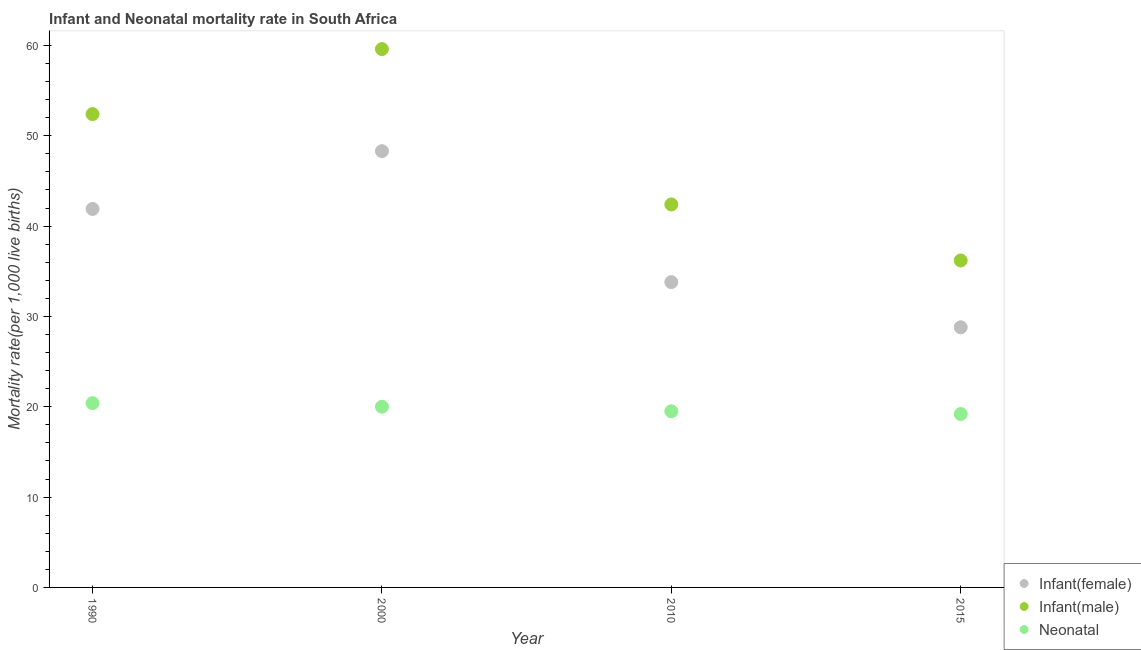 Infant and Neonatal mortality rate in South Africa
Mortality rate(per 1,000 live births)
60
50
40
30
20
10
0
1990
2000
2010
2015
Year
Infant(female)
Infant(male)
Neonatal